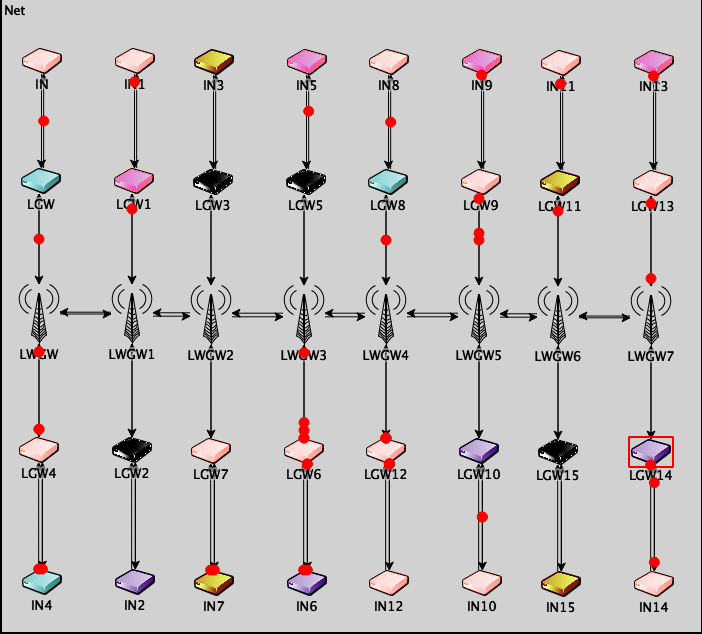 Net
IN IN1 IN3 IN5 IN8 IN9 IN11 IN13
LGW LGW1 LGW3 LGW5 LGW8 LGW9 LGW11 LGW13
LWGW LWGW1 LWGW2 LWGW3 LWGW4 LWGW5 LWGW6 LWGW7
LGW4 LGW2 LGW7 LGW6 LGW12 LGW10 LGW15 LGW14
IN4 IN2 IN7 IN6 IN12 IN10 IN15 IN14